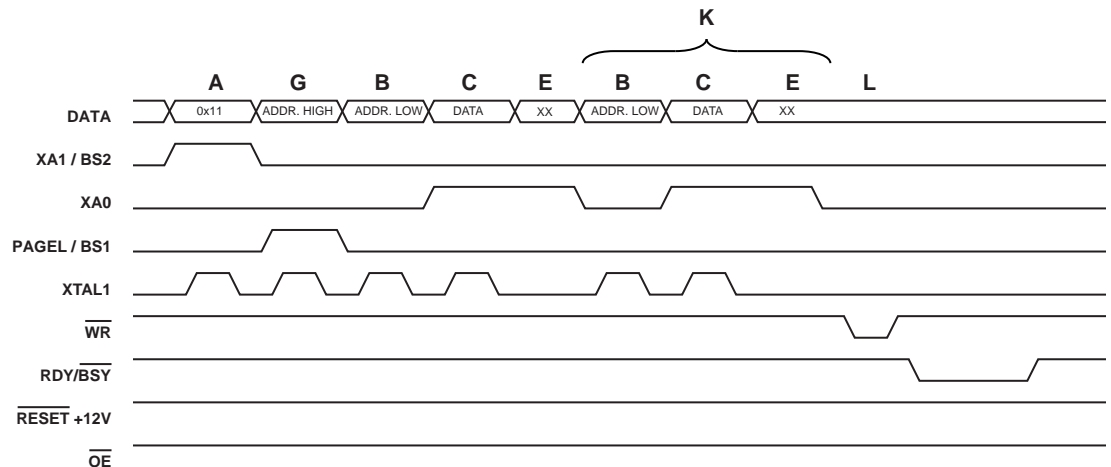 K
A G B C E B C E L
DATA 0x11 ADDR. HIGH ADDR. LOW DATA XX ADDR. LOW DATA XX
XA1 / BS2
XA0
PAGEL / BS1
XTAL1
WR
RDY/BSY
RESET +12V
OE